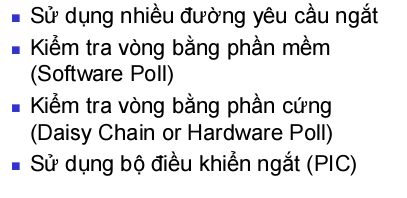 Sử dụng nhiều đường yêu cầu ngắt
Kiểm tra vòng bằng phần mềm
(Software Poll)
Kiểm tra vòng bằng phần cứng
(Daisy Chain or Hardware Poll)
Sử dụng bộ điều khiển ngắt (PIC)